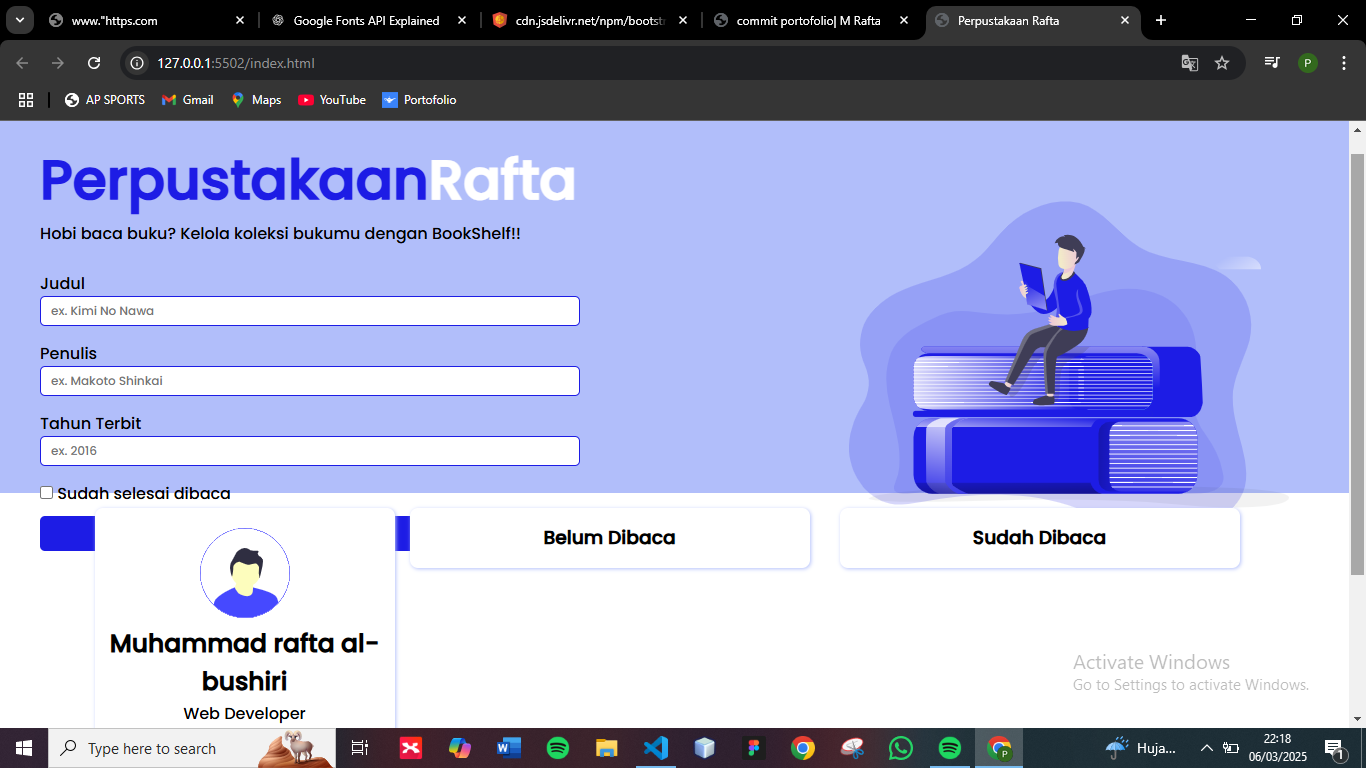 www."https.com
Google Fonts API Explained
cdn.jsdelivr.net/npm/bootst
commit portofolio| M Rafta
Perpustakaan Rafta
127.0.0.1:5502/index.html
P
AP SPORTS
Gmail
Maps
YouTube
Portofolio
PerpustakaanRafta
Hobi baca buku? Kelola koleksi bukumu dengan BookShelf!!
Judul
ex. Kimi No Nawa
Penulis
ex. Makoto Shinkai
Tahun Terbit
ex. 2016
Sudah selesai dibaca
Belum Dibaca
Sudah Dibaca
Muhammad rafta al-
bushiri
Web Developer
Activate Windows
Go to Settings to activate Windows.
Type here to search
Huja...
22:18
06/03/2025
1